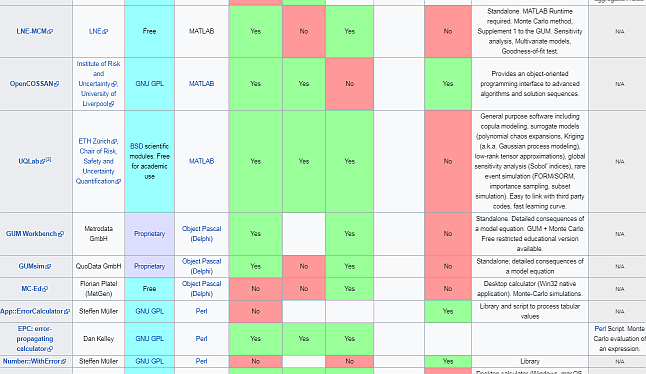 LNE-MCM LNE Free MATLAB Yes No Yes No Standalone. MATLAB Runtime
required. Monte Carlo method,
Supplement 1 to the GUM. Sensitivity
analysis, Multivariate models,
Goodness-of-fit test. N/A
OpenCOSSAN Institute of Risk
and
Uncertainty,
University of
Liverpool GNU GPL MATLAB Yes Yes No Yes Provides an object-oriented
programming interface to advanced
algorithms and solution sequences. N/A
UQLab[3] ETH Zürich,
Chair of Risk,
Safety and
Uncertainty
Quantification BSD scientific
modules. Free
for academic
use MATLAB Yes Yes Yes No General purpose software including
copula modeling, surrogate models
(polynomial chaos expansions, Kriging
(a.k.a. Gaussian process modeling),
low-rank tensor approximations), global
sensitivity analysis (Sobol' indices), rare
event simulation (FORM/SORM,
importance sampling, subset
simulation). Easy to link with third party
codes, fast learning curve. N/A
GUM Workbench Metrodata
GmbH Proprietary Object Pascal
(Delphi) Yes Yes No Standalone. Detailed consequences of
a model equation. GUM + Monte Carlo.
Free restricted educational version
available. N/A
GUMsim QuoData GmbH Proprietary Object Pascal
(Delphi) Yes No Yes No Standalone; detailed consequences of
a model equation N/A
MC-Ed Florian Platel
(MetGen) Free Object Pascal
(Delphi) No No Yes No Desktop calculator (Win32 native
application). Monte-Carlo simulations. N/A
App::ErrorCalculator Steffen Müller GNU GPL Perl No Yes Library and script to process tabular
values N/A
EPC: error-
propagating
calculator Dan Kelley GNU GPL Perl Yes Yes Yes Perl Script. Monte
Carlo evaluation of
an expression.
Number::WithError Steffen Müller GNU GPL Perl No No Yes Library N/A